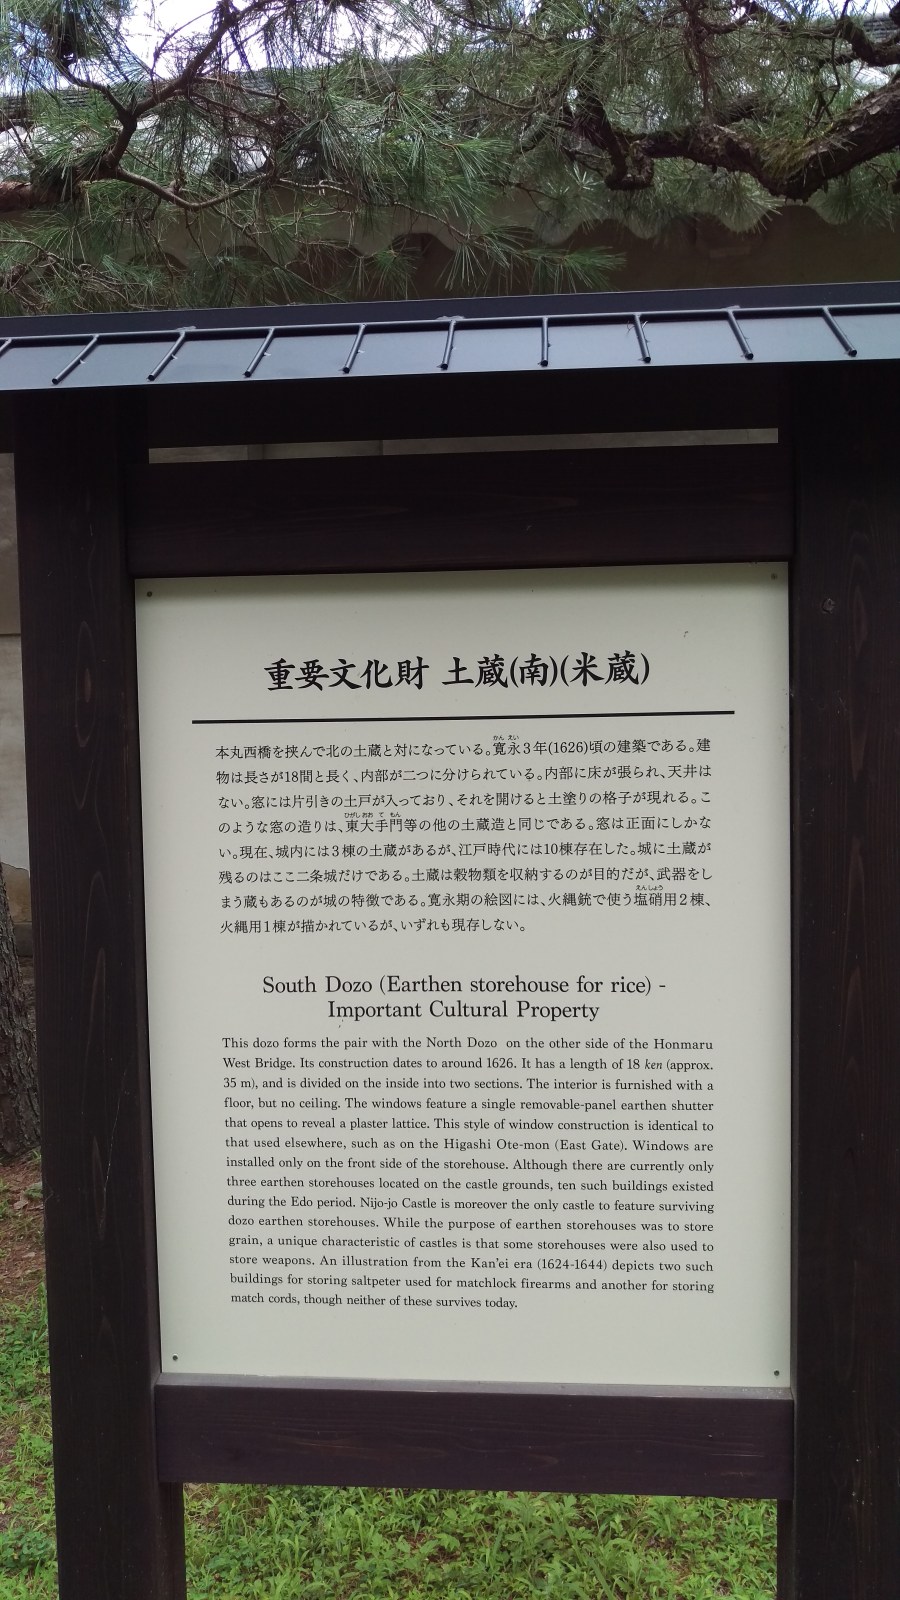 重要文化財 土蔵(南)(米蔵)
本丸西橋を挟んで北の土蔵と対になっている。寛永3年(1626)頃の建築である。建
物は長さが18間と長く、内部が二つに分けられている。内部に床が張られ、天井は
ない。窓には片引きの土戸が入っており、それを開けると土塗りの格子が現れる。こ
のような窓の造りは、東大手門等の他の土蔵造と同じである。窓は正面にしかな
い。現在、城内には3棟の土蔵があるが、江戸時代には10棟存在した。城に土蔵が
残るのはここ二条城だけである。土蔵は穀物類を収納するのが目的だが、武器をし
まう蔵もあるのが城の特徴である。寛永期の絵図には、火縄銃で使う塩硝用2棟、
火縄用1棟が描かれているが、いずれも現存しない。
South Dozo (Earthen storehouse for rice) -
Important Cultural Property
This dozo forms the pair with the North Dozo on the other side of the Honmaru
West Bridge. Its construction dates to around 1626. It has a length of 18 ken (approx.
35 m), and is divided on the inside into two sections. The interior is furnished with a
floor, but no ceiling. The windows feature a single removable-panel earthen shutter
that opens to reveal a plaster lattice. This style of window construction is identical to
that used elsewhere, such as on the Higashi Ote-mon (East Gate). Windows are
installed only on the front side of the storehouse. Although there are currently only
three earthen storehouses located on the castle grounds, ten such buildings existed
during the Edo period. Nijo-jo Castle is moreover the only castle to feature surviving
dozo earthen storehouses. While the purpose of earthen storehouses was to store
grain, a unique characteristic of castles is that some storehouses were also used to
store weapons. An illustration from the Kan'ei era (1624-1644) depicts two such
buildings for storing saltpeter used for matchlock firearms and another for storing
match cords, though neither of these survives today.